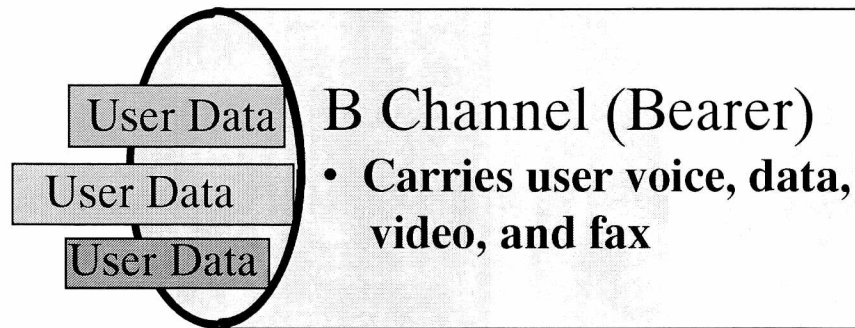 User Data
User Data
User Data
B Channel (Bearer)
• Carries user voice, data,
video, and fax